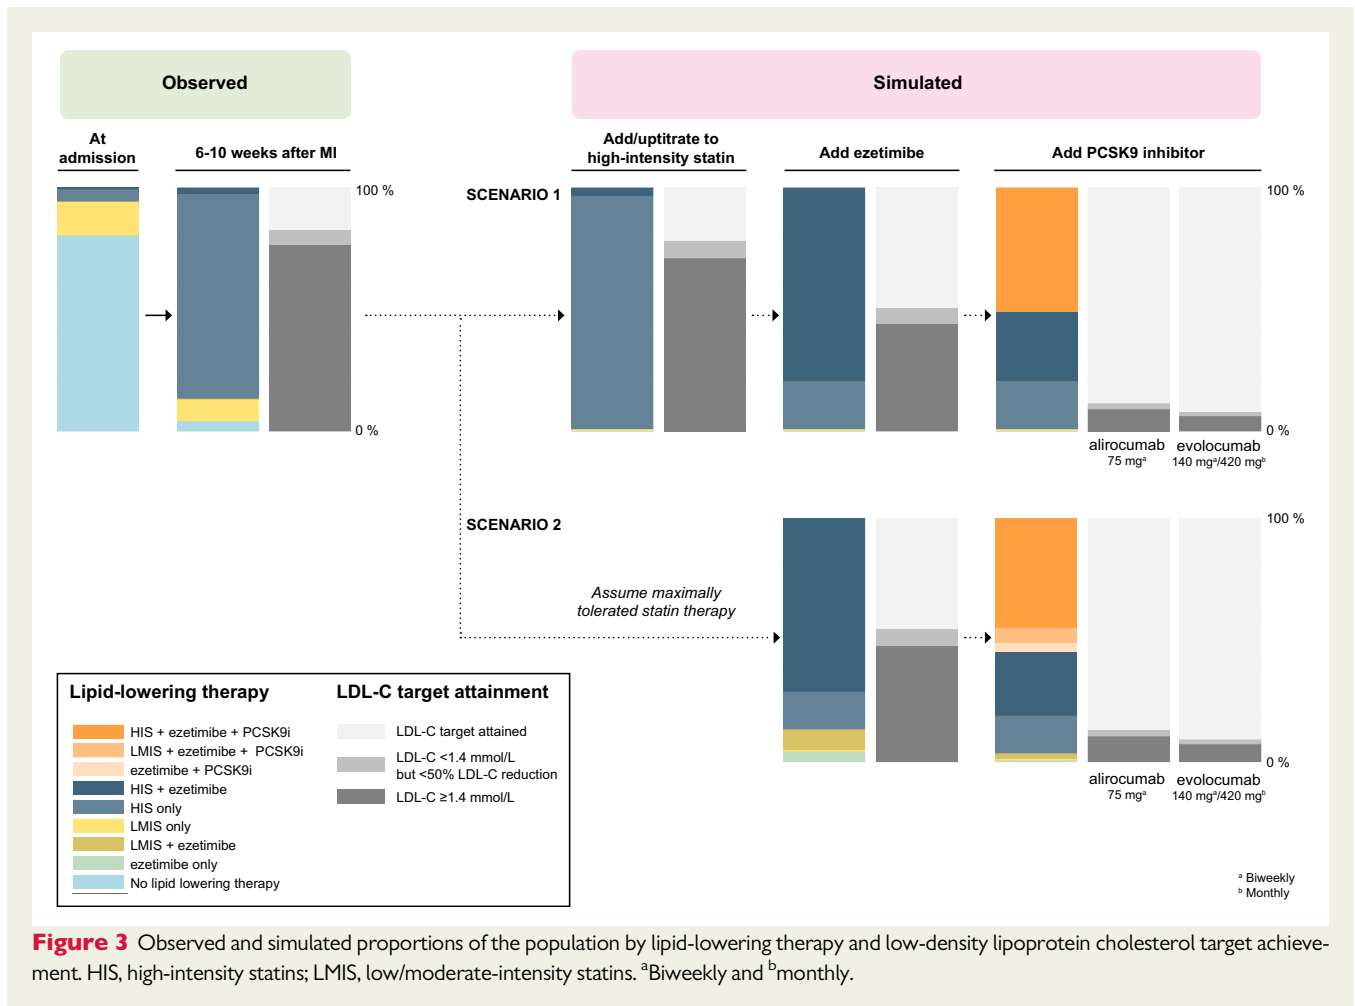 Observed
Simulated
At
admission
6-10 weeks after MI
Add/uptitrate to
high-intensity statin
Add ezetimibe
Add PCSK9 inhibitor
100 %
0 %
SCENARIO 1
100 %
0 %
alirocumab
75 mgᵃ
evolocumab
140 mgᵃ/420 mgᵇ
SCENARIO 2
Assume maximally
tolerated statin therapy
100 %
0 %
alirocumab
75 mgᵃ
evolocumab
140 mgᵃ/420 mgᵇ
Lipid-lowering therapy
HIS + ezetimibe + PCSK9i
LMIS + ezetimibe + PCSK9i
ezetimibe + PCSK9i
HIS + ezetimibe
HIS only
LMIS only
LMIS + ezetimibe
ezetimibe only
No lipid lowering therapy
LDL-C target attainment
LDL-C target attained
LDL-C <1.4 mmol/L
but <50% LDL-C reduction
LDL-C ≥1.4 mmol/L
ᵃ Biweekly
ᵇ Monthly
Figure 3 Observed and simulated proportions of the population by lipid-lowering therapy and low-density lipoprotein cholesterol target achieve-
ment. HIS, high-intensity statins; LMIS, low/moderate-intensity statins. ᵃBiweekly and ᵇmonthly.